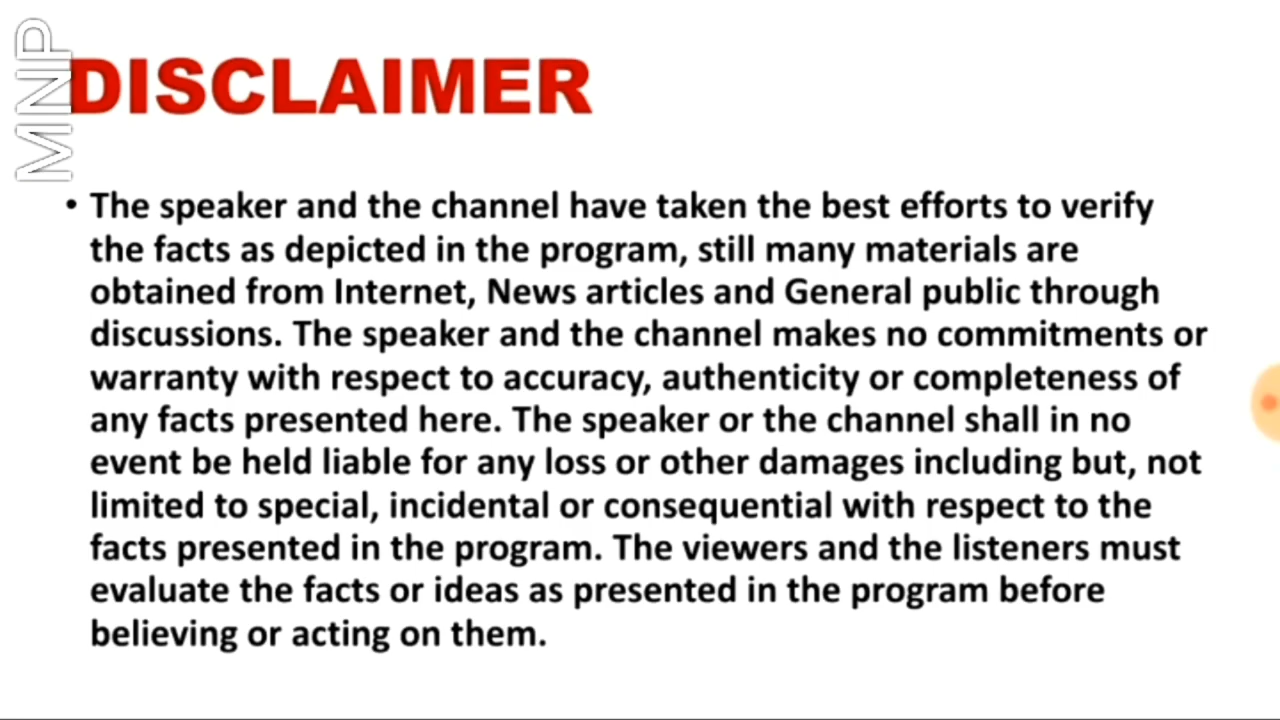 MNP
DISCLAIMER
• The speaker and the channel have taken the best efforts to verify
the facts as depicted in the program, still many materials are
obtained from Internet, News articles and General public through
discussions. The speaker and the channel makes no commitments or
warranty with respect to accuracy, authenticity or completeness of
any facts presented here. The speaker or the channel shall in no
event be held liable for any loss or other damages including but, not
limited to special, incidental or consequential with respect to the
facts presented in the program. The viewers and the listeners must
evaluate the facts or ideas as presented in the program before
believing or acting on them.